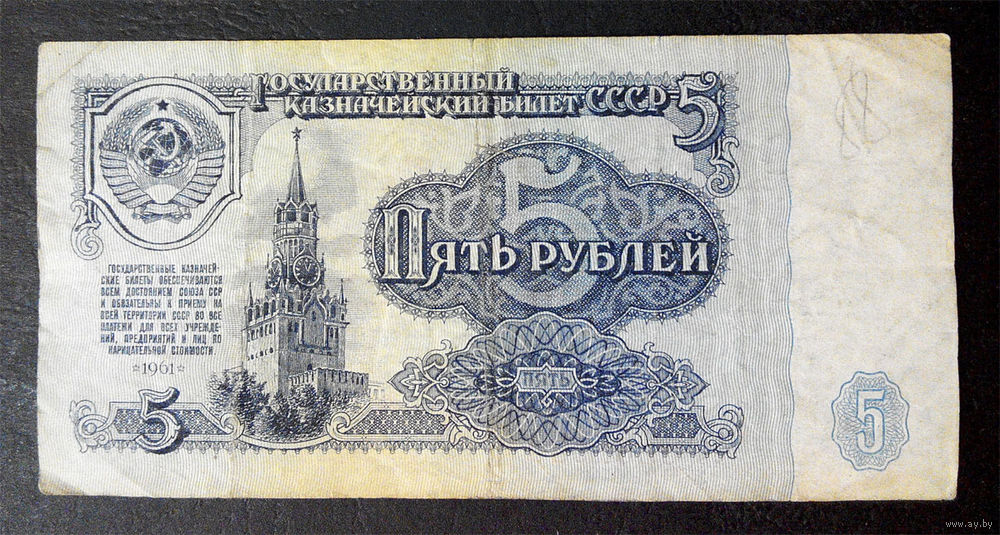 ГОСУДАРСТВЕННЫЙ
КАЗНАЧЕЙСКИЙ БИЛЕТ СССР 5
5
ПЯТЬ РУБЛЕЙ
ГОСУДАРСТВЕННЫЕ КАЗНАЧЕЙ-
СКИЕ БИЛЕТЫ ОБЕСПЕЧИВАЮТСЯ
ВСЕМ ДОСТОЯНИЕМ СОЮЗА ССР
И ОБЯЗАТЕЛЬНЫ К ПРИЕМУ НА
ВСЕЙ ТЕРРИТОРИИ СССР ВО ВСЕ
ПЛАТЕЖИ ДЛЯ ВСЕХ УЧРЕЖДЕ-
НИЙ, ПРЕДПРИЯТИЙ И ЛИЦ ПО
НАРИЦАТЕЛЬНОЙ СТОИМОСТИ
1961
ПЯТЬ
5
5
www.ay.by